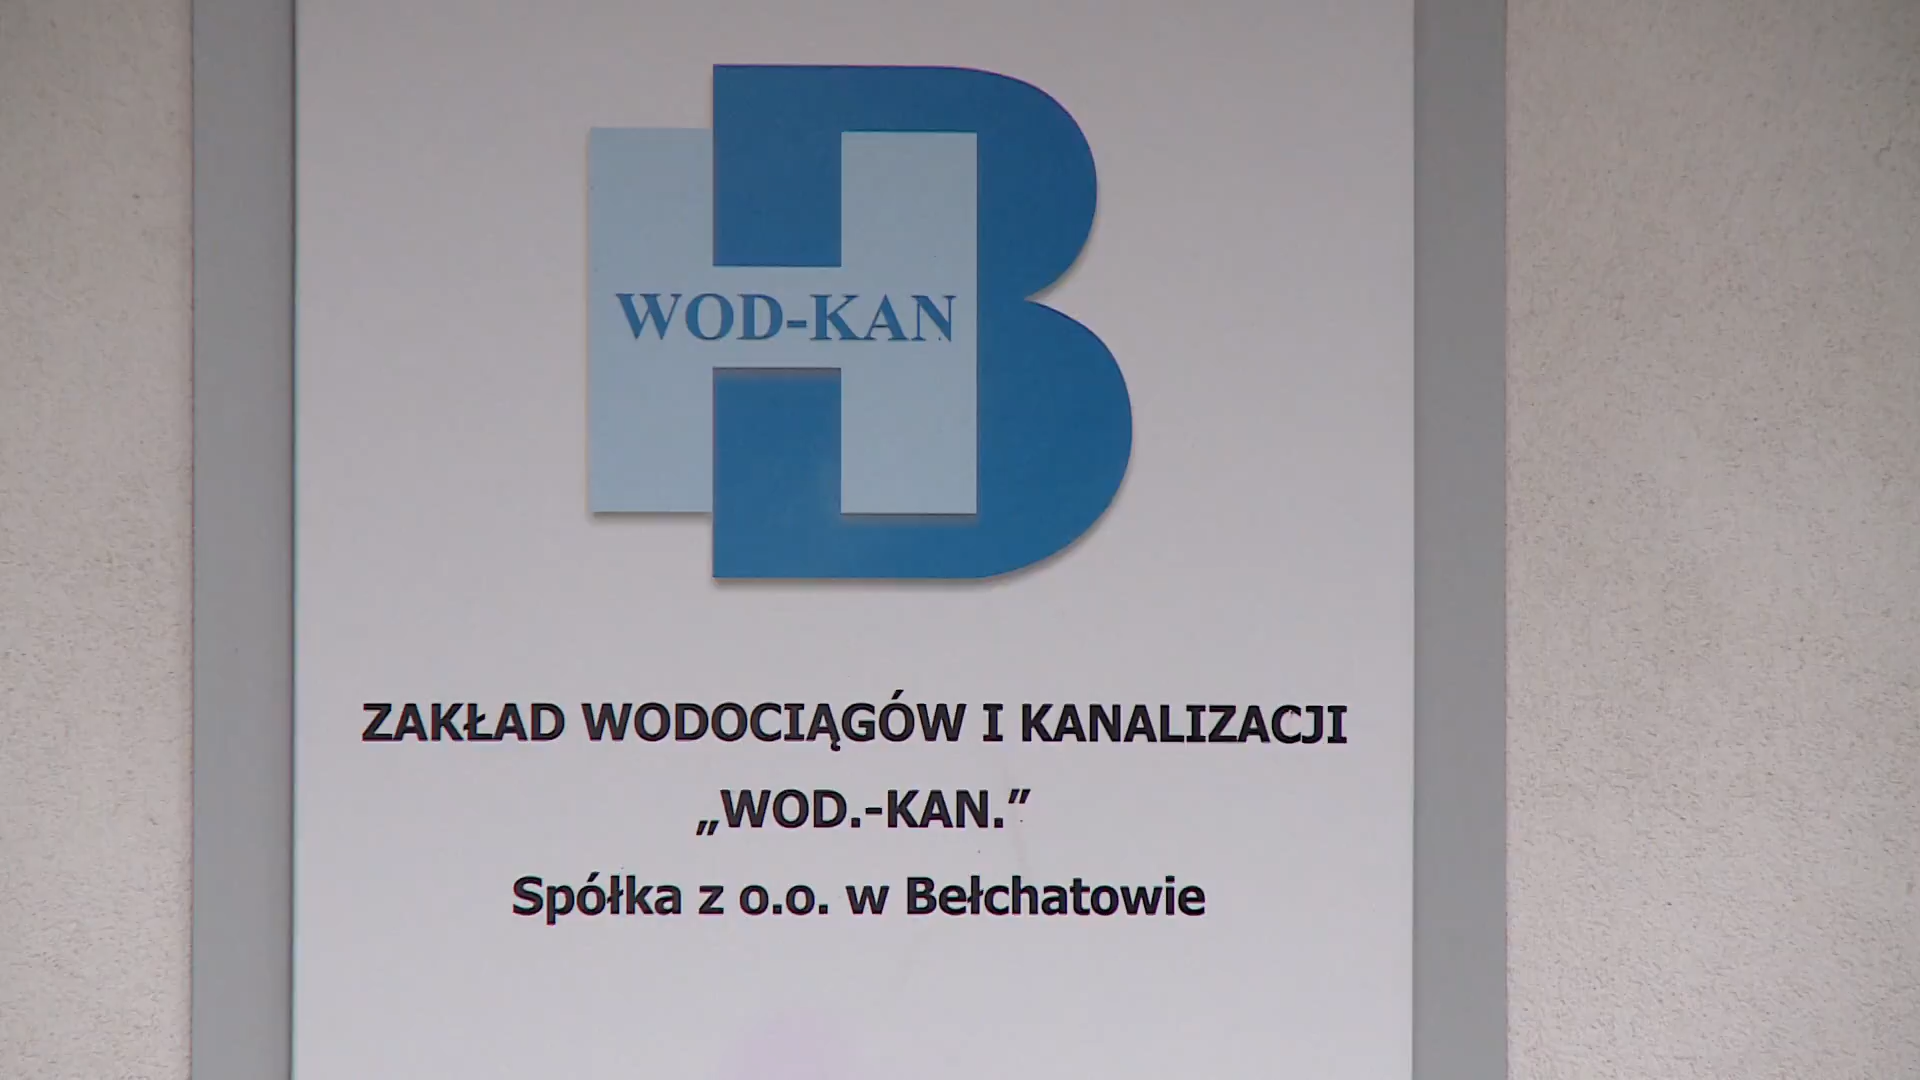 WOD-KAN
ZAKŁAD WODOCIĄGÓW I KANALIZACJI
„WOD.-KAN.”
Spółka z o.o. w Bełchatowie